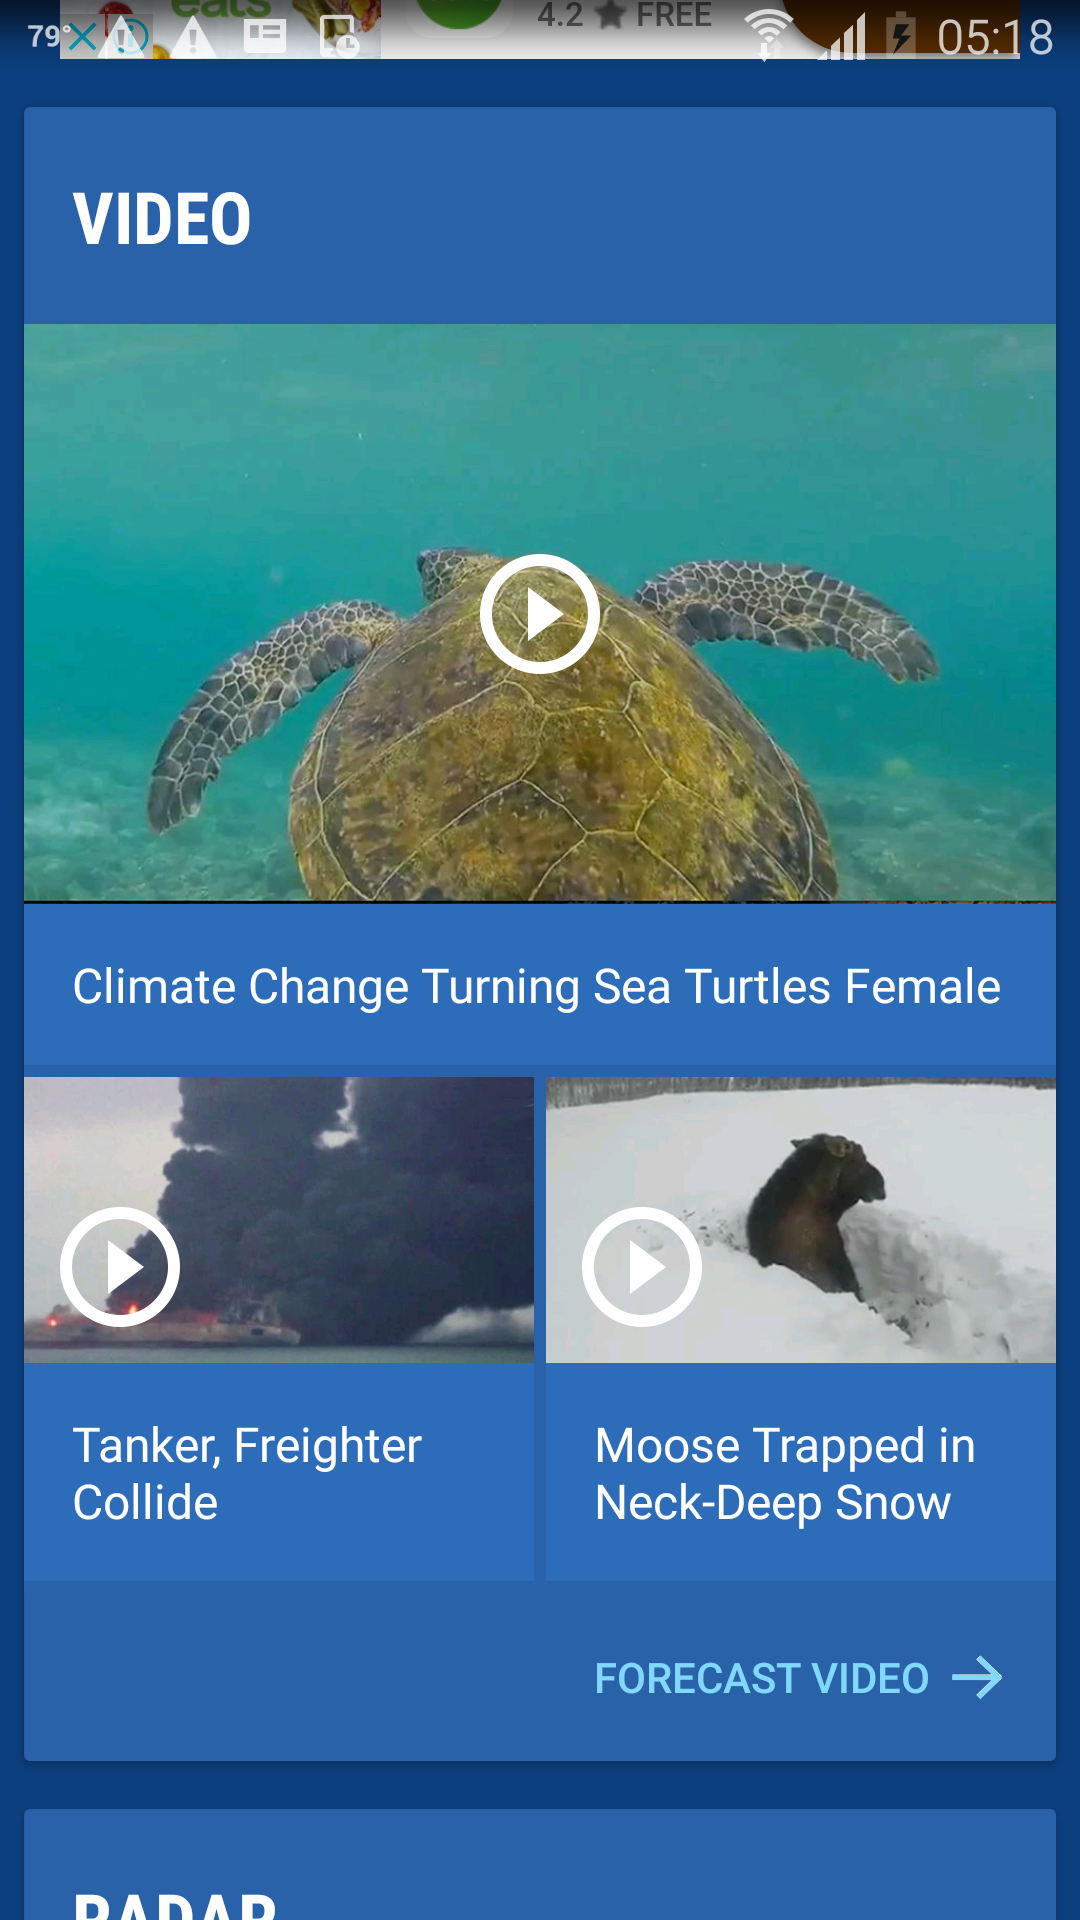 eats
4.2 ★ FREE
79°
05:18
VIDEO
Climate Change Turning Sea Turtles Female
Tanker, Freighter
Collide
Moose Trapped in
Neck-Deep Snow
FORECAST VIDEO
RADAR